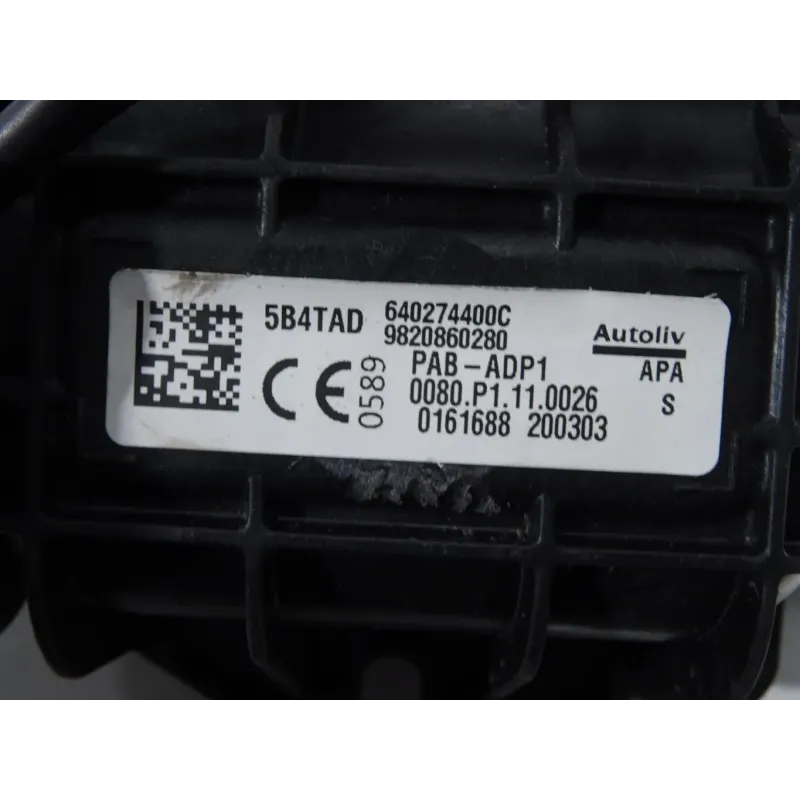 5B4TAD
640274400C
9820860280
CE 0589
PAB-ADP1
0080.P1.11.0026
0161688 200303
Autoliv
APA
S